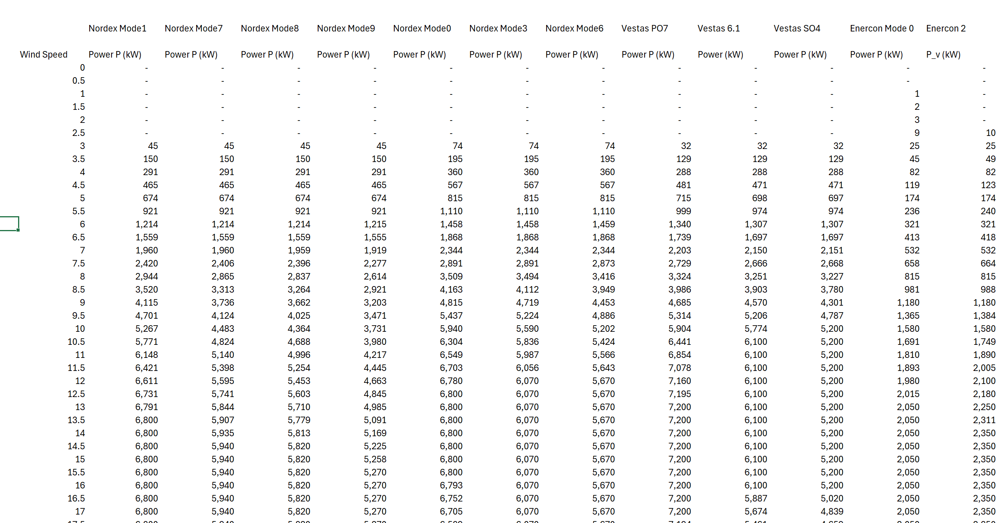 Nordex Mode1 Nordex Mode7 Nordex Mode8 Nordex Mode9 Nordex Mode0 Nordex Mode3 Nordex Mode6 Vestas PO7 Vestas 6.1 Vestas SO4 Enercon Mode 0 Enercon 2
Wind Speed Power P (kW) Power P (kW) Power P (kW) Power P (kW) Power P (kW) Power P (kW) Power P (kW) Power P (kW) Power (kW) Power P (kW) Power P (kW) P_v (kW)
0 - - - - - - - - - - - -
0.5 - - - - - - - - - - - -
1 - - - - - - - - - - 1 -
1.5 - - - - - - - - - - 2 -
2 - - - - - - - - - - 3 -
2.5 - - - - - - - - - - 9 10
3 45 45 45 45 74 74 74 32 32 32 25 25
3.5 150 150 150 150 195 195 195 129 129 129 45 49
4 291 291 291 291 360 360 360 288 288 288 82 82
4.5 465 465 465 465 567 567 567 481 471 471 119 123
5 674 674 674 674 815 815 815 715 698 697 174 174
5.5 921 921 921 921 1,110 1,110 1,110 999 974 974 236 240
6 1,214 1,214 1,214 1,215 1,458 1,458 1,459 1,340 1,307 1,307 321 321
6.5 1,559 1,559 1,559 1,555 1,868 1,868 1,868 1,739 1,697 1,697 413 418
7 1,960 1,960 1,959 1,919 2,344 2,344 2,344 2,203 2,150 2,151 532 532
7.5 2,420 2,406 2,396 2,277 2,891 2,891 2,873 2,729 2,666 2,668 658 664
8 2,944 2,865 2,837 2,614 3,509 3,494 3,416 3,324 3,251 3,227 815 815
8.5 3,520 3,313 3,264 2,921 4,163 4,112 3,949 3,986 3,903 3,780 981 988
9 4,115 3,736 3,662 3,203 4,815 4,719 4,453 4,685 4,570 4,301 1,180 1,180
9.5 4,701 4,124 4,025 3,471 5,437 5,224 4,886 5,314 5,206 4,787 1,365 1,384
10 5,267 4,483 4,364 3,731 5,940 5,590 5,202 5,904 5,774 5,200 1,580 1,580
10.5 5,771 4,824 4,688 3,980 6,304 5,836 5,424 6,441 6,100 5,200 1,691 1,749
11 6,148 5,140 4,996 4,217 6,549 5,987 5,566 6,854 6,100 5,200 1,810 1,890
11.5 6,421 5,398 5,254 4,445 6,703 6,056 5,643 7,078 6,100 5,200 1,893 2,005
12 6,611 5,595 5,453 4,663 6,780 6,070 5,670 7,160 6,100 5,200 1,980 2,100
12.5 6,731 5,741 5,603 4,845 6,800 6,070 5,670 7,195 6,100 5,200 2,015 2,180
13 6,791 5,844 5,710 4,985 6,800 6,070 5,670 7,200 6,100 5,200 2,050 2,250
13.5 6,800 5,907 5,779 5,091 6,800 6,070 5,670 7,200 6,100 5,200 2,050 2,311
14 6,800 5,935 5,813 5,169 6,800 6,070 5,670 7,200 6,100 5,200 2,050 2,350
14.5 6,800 5,940 5,820 5,225 6,800 6,070 5,670 7,200 6,100 5,200 2,050 2,350
15 6,800 5,940 5,820 5,258 6,800 6,070 5,670 7,200 6,100 5,200 2,050 2,350
15.5 6,800 5,940 5,820 5,270 6,800 6,070 5,670 7,200 6,100 5,200 2,050 2,350
16 6,800 5,940 5,820 5,270 6,793 6,070 5,670 7,200 6,100 5,200 2,050 2,350
16.5 6,800 5,940 5,820 5,270 6,752 6,070 5,670 7,200 5,887 5,020 2,050 2,350
17 6,800 5,940 5,820 5,270 6,705 6,070 5,670 7,200 5,674 4,839 2,050 2,350